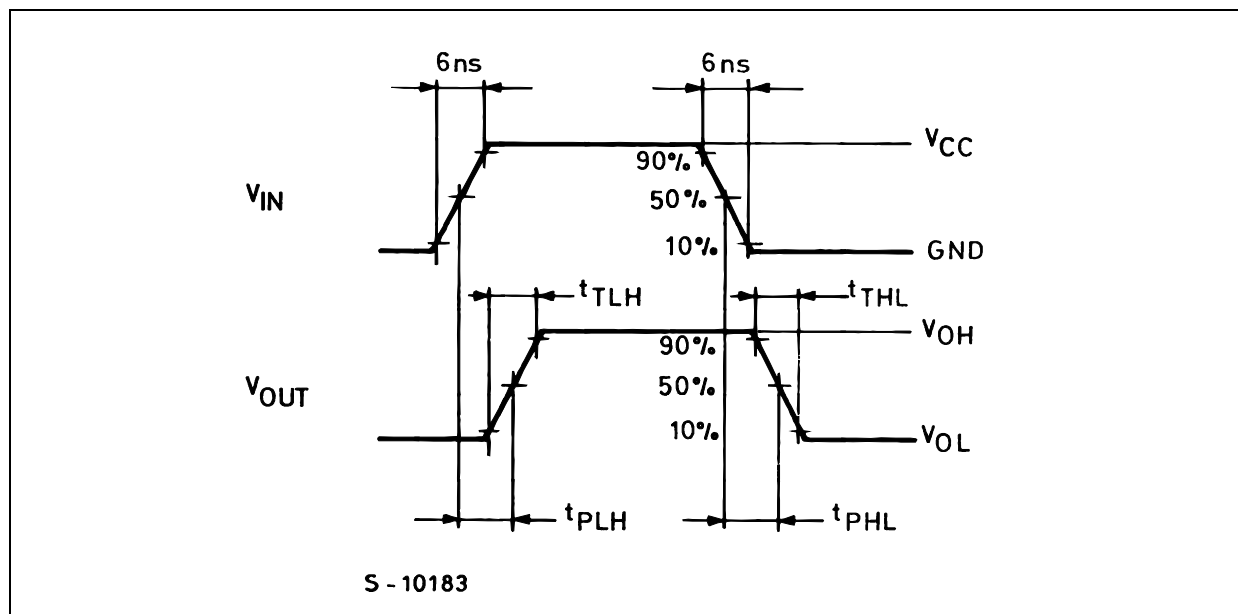 6ns 6ns
VCC
90%
VIN 50%
10% GND
tTLH tTHL
VOH
90%
VOUT 50%
10% VOL
tPLH tPHL
S-10183